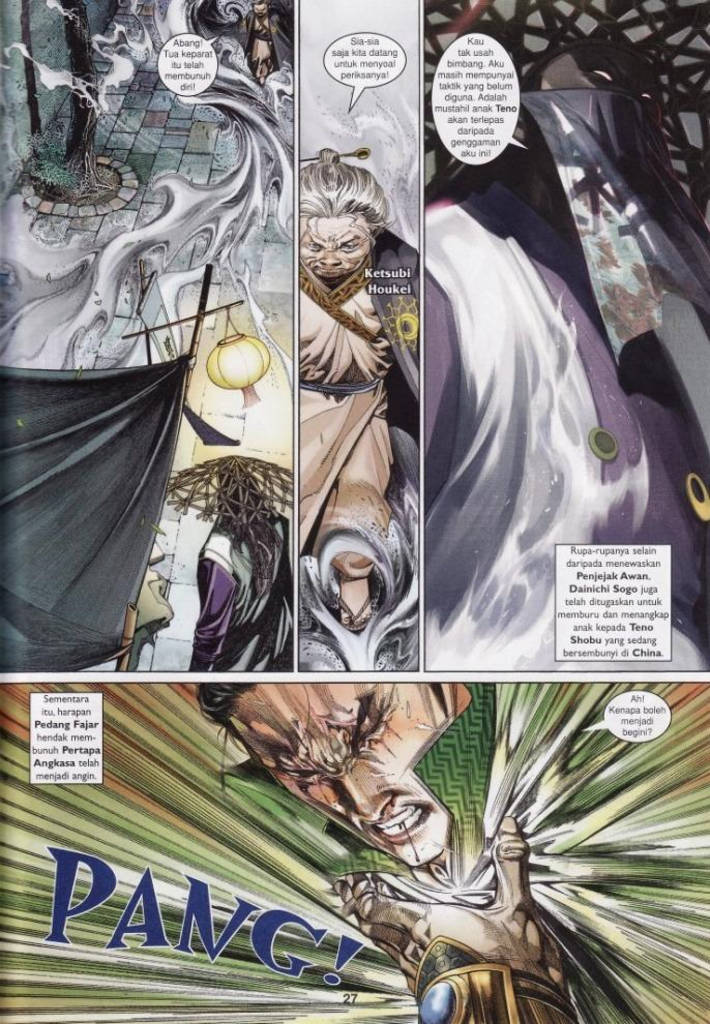 Abang!
Tua keparat
itu telah
membunuh
diri!
Sia-sia
saja kita datang
untuk menyoal
periksanya!
Ketsubi
Houkei
Kau
tak usah
bimbang. Aku
masih mempunyai
taktik yang belum
diguna. Adalah
mustahil anak Teno
akan terlepas
daripada
genggaman
aku ini!
Rupa-rupanya selain
daripada menewaskan
Penjejak Awan,
Dainichi Sogo juga
telah ditugaskan untuk
memburu dan menangkap
anak kepada Teno
Shobu yang sedang
bersembunyi di China.
Sementara
itu, harapan
Pedang Fajar
hendak mem-
bunuh Pertapa
Angkasa telah
menjadi angin.
Ah!
Kenapa boleh
menjadi
begini?
PANG!
27